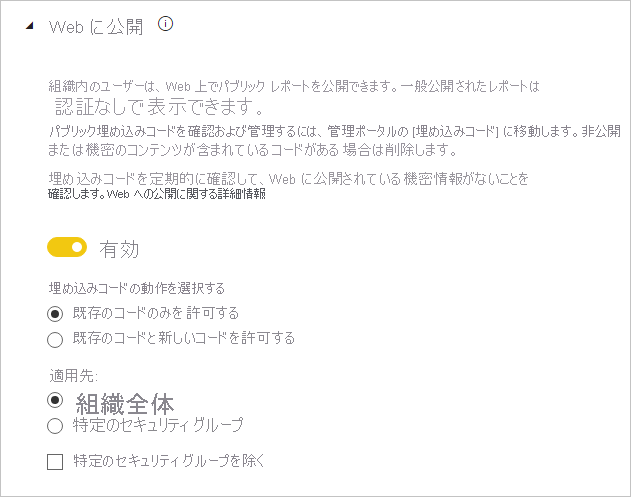 Web に公開
組織内のユーザーは、Web 上でパブリック レポートを公開できます。一般公開されたレポートは
認証なしで表示できます。
パブリック埋め込みコードを確認および管理するには、管理ポータルの [埋め込みコード] に移動します。非公開
または機密のコンテンツが含まれているコードがある場合は削除します。
埋め込みコードを定期的に確認して、Web に公開されている機密情報がないことを
確認します。Web への公開に関する詳細情報
有効
埋め込みコードの動作を選択する
既存のコードのみを許可する
既存のコードと新しいコードを許可する
適用先:
組織全体
特定のセキュリティ グループ
特定のセキュリティ グループを除く